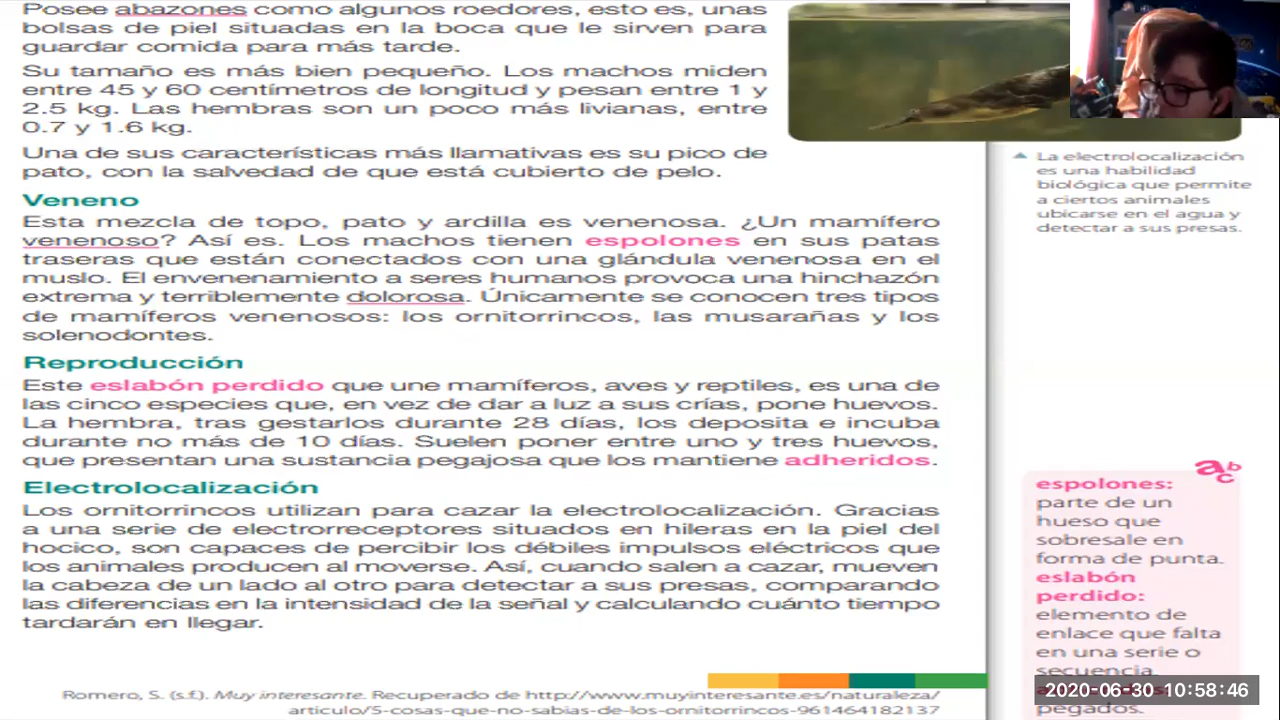 Posee abazones como algunos roedores, esto es, unas
bolsas de piel situadas en la boca que le sirven para
guardar comida para más tarde.
Su tamaño es más bien pequeño. Los machos miden
entre 45 y 60 centímetros de longitud y pesan entre 1 y
2.5 kg. Las hembras son un poco más livianas, entre
0.7 y 1.6 kg.
Una de sus características más llamativas es su pico de
pato, con la salvedad de que está cubierto de pelo.
Veneno
Esta mezcla de topo, pato y ardilla es venenosa. ¿Un mamífero
venenoso? Así es. Los machos tienen espolones en sus patas
traseras que están conectados con una glándula venenosa en el
muslo. El envenenamiento a seres humanos provoca una hinchazón
extrema y terriblemente dolorosa. Únicamente se conocen tres tipos
de mamíferos venenosos: los ornitorrincos, las musarañas y los
solenodontes.
Reproducción
Este eslabón perdido que une mamíferos, aves y reptiles, es una de
las cinco especies que, en vez de dar a luz a sus crías, pone huevos.
La hembra, tras gestarlos durante 28 días, los deposita e incuba
durante no más de 10 días. Suelen poner entre uno y tres huevos,
que presentan una sustancia pegajosa que los mantiene adheridos.
Electrolocalización
Los ornitorrincos utilizan para cazar la electrolocalización. Gracias
a una serie de electrorreceptores situados en hileras en la piel del
hocico, son capaces de percibir los débiles impulsos eléctricos que
los animales producen al moverse. Así, cuando salen a cazar, mueven
la cabeza de un lado al otro para detectar a sus presas, comparando
las diferencias en la intensidad de la señal y calculando cuánto tiempo
tardarán en llegar.
Romero, S. (s.f.). Muy interesante. Recuperado de http://www.muyinteresante.es/naturaleza/
articulo/5-cosas-que-no-sabias-de-los-ornitorrincos-961464182137
La electrolocalización
es una habilidad
biológica que permite
a ciertos animales
ubicarse en el agua y
detectar a sus presas.
abc
espolones:
parte de un
hueso que
sobresale en
forma de punta.
eslabón
perdido:
elemento de
enlace que falta
en una serie o
secuencia.
pegados.
2020-06-30 10:58:46